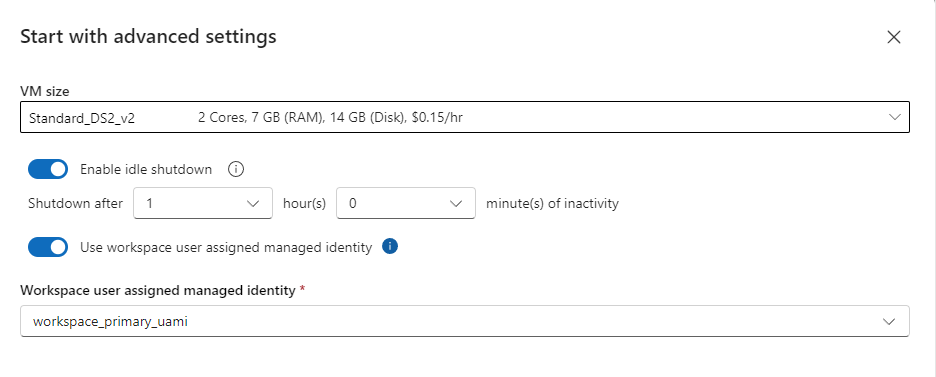 Start with advanced settings
VM size
Standard_DS2_v2 2 Cores, 7 GB (RAM), 14 GB (Disk), $0.15/hr
Enable idle shutdown
Shutdown after 1 hour(s) 0 minute(s) of inactivity
Use workspace user assigned managed identity
Workspace user assigned managed identity *
workspace_primary_uami